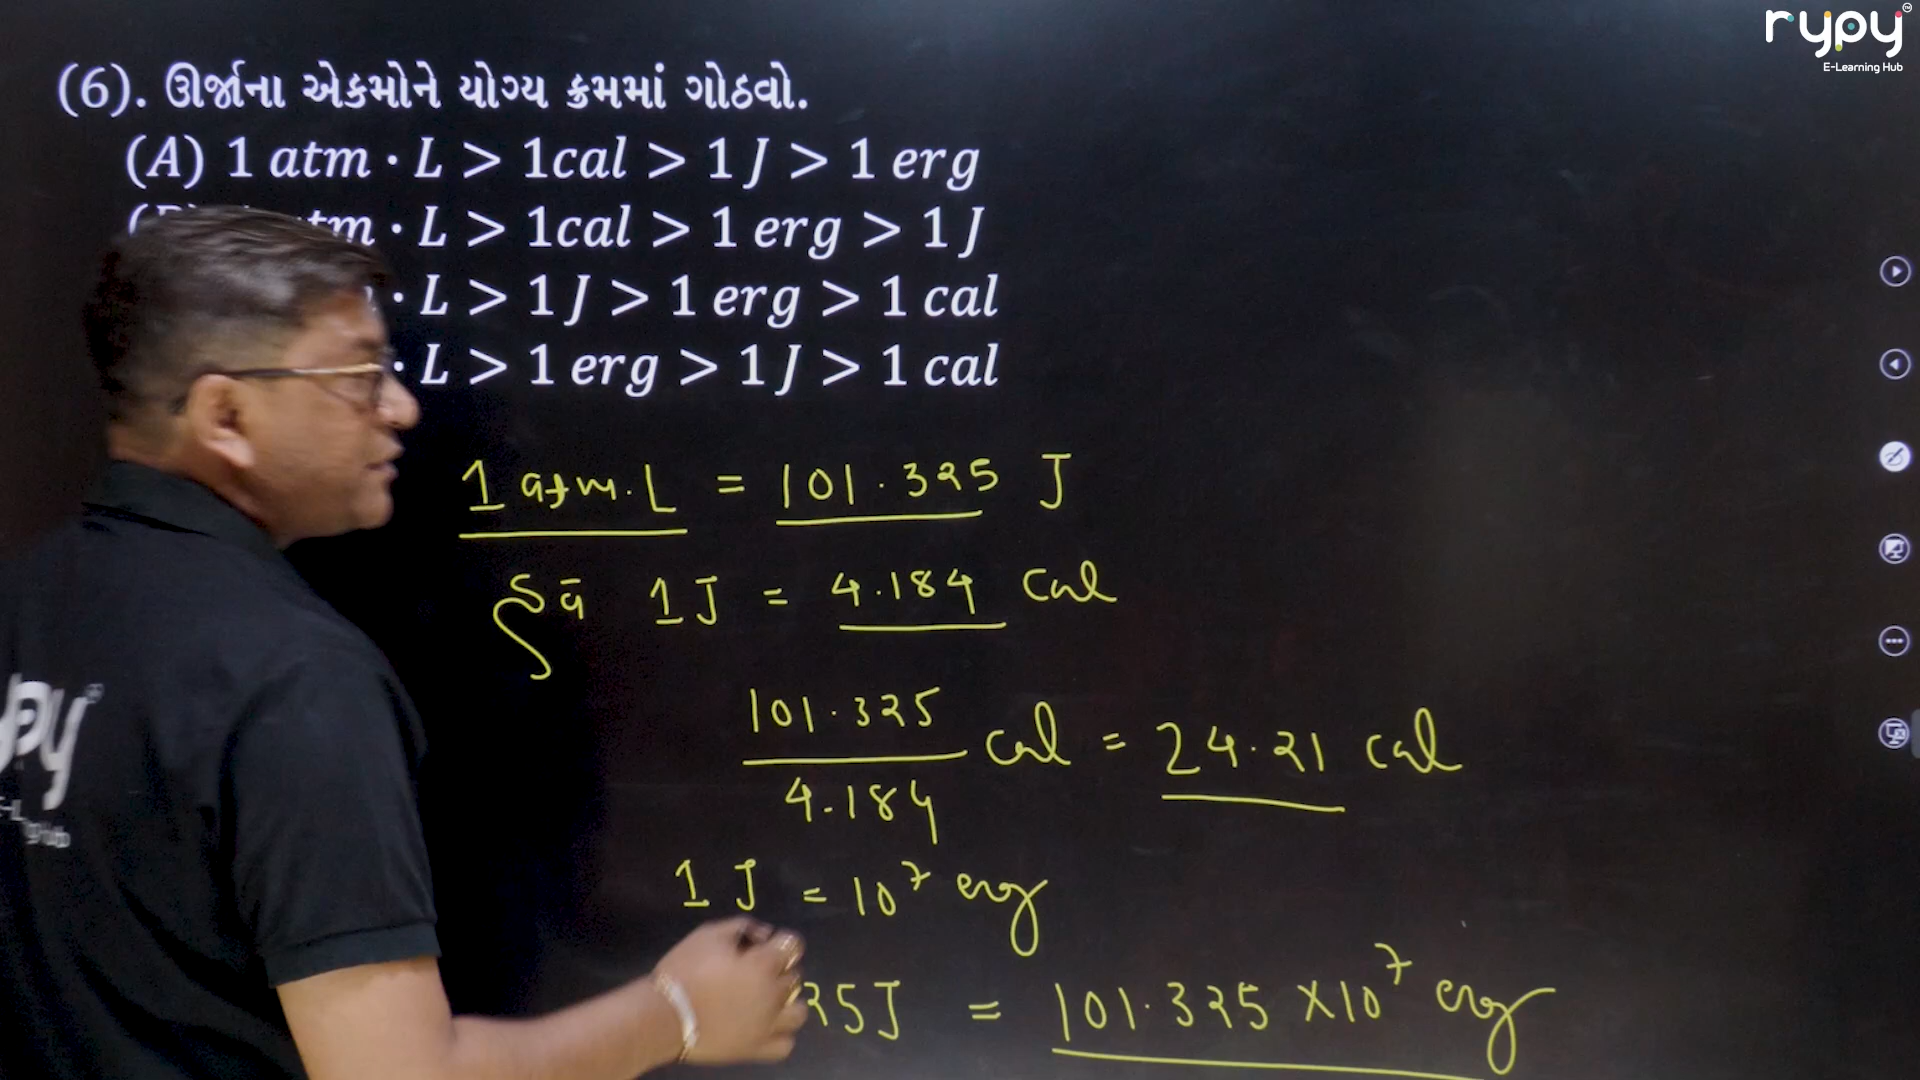 rypy
E-Learning Hub
(6). ઊર્જાના એકમોને યોગ્ય ક્રમમાં ગોઠવો.
(A) 1 atm · L > 1cal > 1 J > 1 erg
· L > 1cal > 1 erg > 1 J
· L > 1 J > 1 erg > 1 cal
· L > 1 erg > 1 J > 1 cal
1 atm. L = 101.325 J
હવે 1 J = 4.184 cal
101.325
4.184
cal = 24.21 cal
1 J = 10⁷ erg
25J = 101.325 × 10⁷ erg